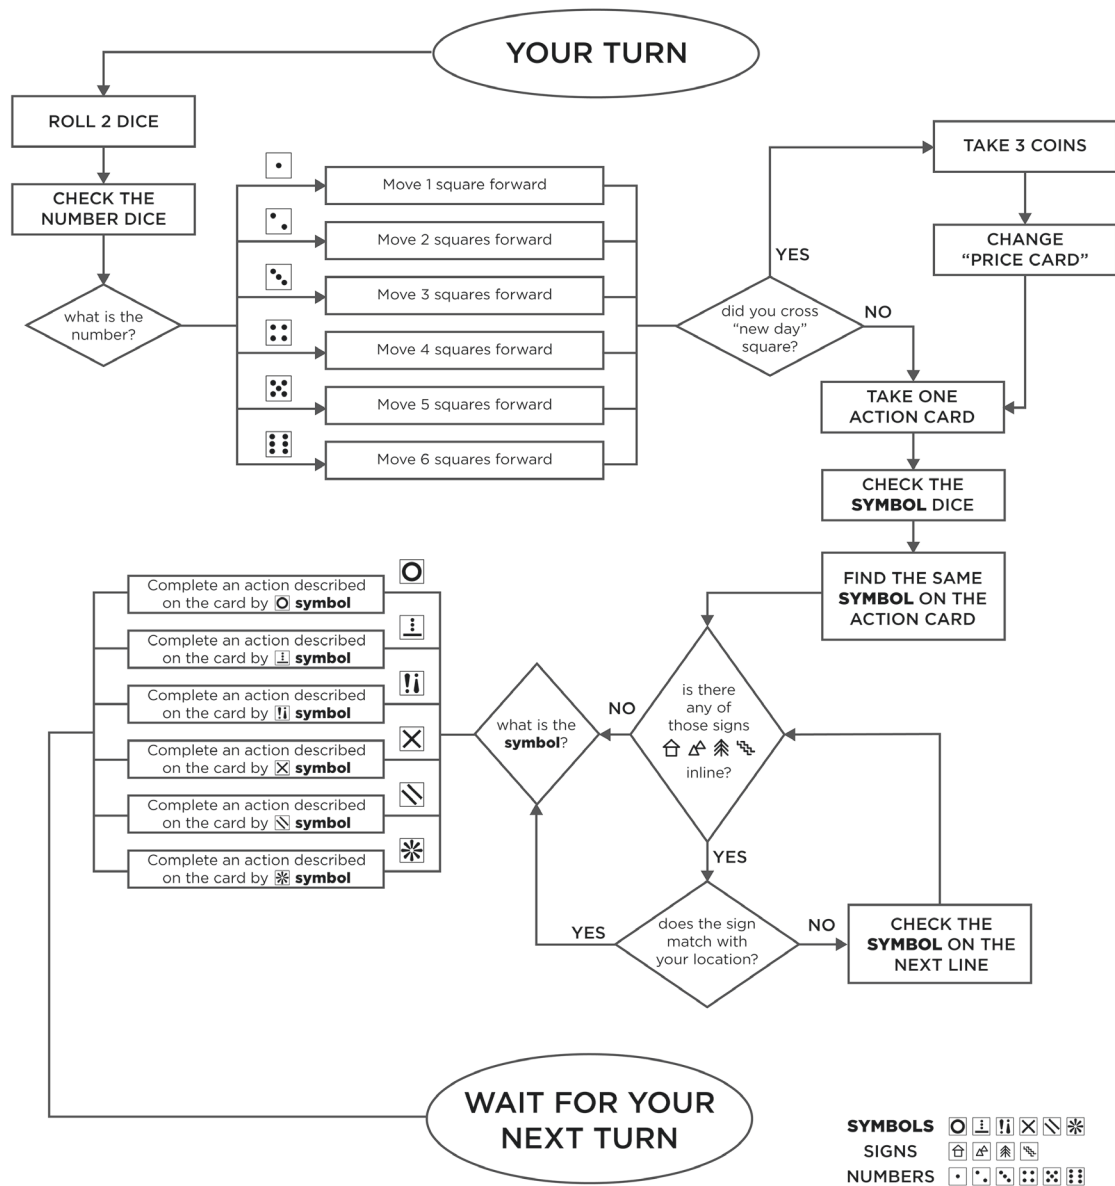 YOUR TURN
ROLL 2 DICE
CHECK THE
NUMBER DICE
what is the
number?
Move 1 square forward
Move 2 squares forward
Move 3 squares forward
Move 4 squares forward
Move 5 squares forward
Move 6 squares forward
did you cross
“new day”
square?
YES
NO
TAKE 3 COINS
CHANGE
“PRICE CARD”
TAKE ONE
ACTION CARD
CHECK THE
SYMBOL DICE
FIND THE SAME
SYMBOL ON THE
ACTION CARD
is there
any of
those signs
inline?
NO
YES
does the sign
match with
your location?
YES
NO
CHECK THE
SYMBOL ON THE
NEXT LINE
what is the
symbol?
Complete an action described
on the card by symbol
Complete an action described
on the card by symbol
Complete an action described
on the card by symbol
Complete an action described
on the card by symbol
Complete an action described
on the card by symbol
Complete an action described
on the card by symbol
WAIT FOR YOUR
NEXT TURN
SYMBOLS
SIGNS
NUMBERS